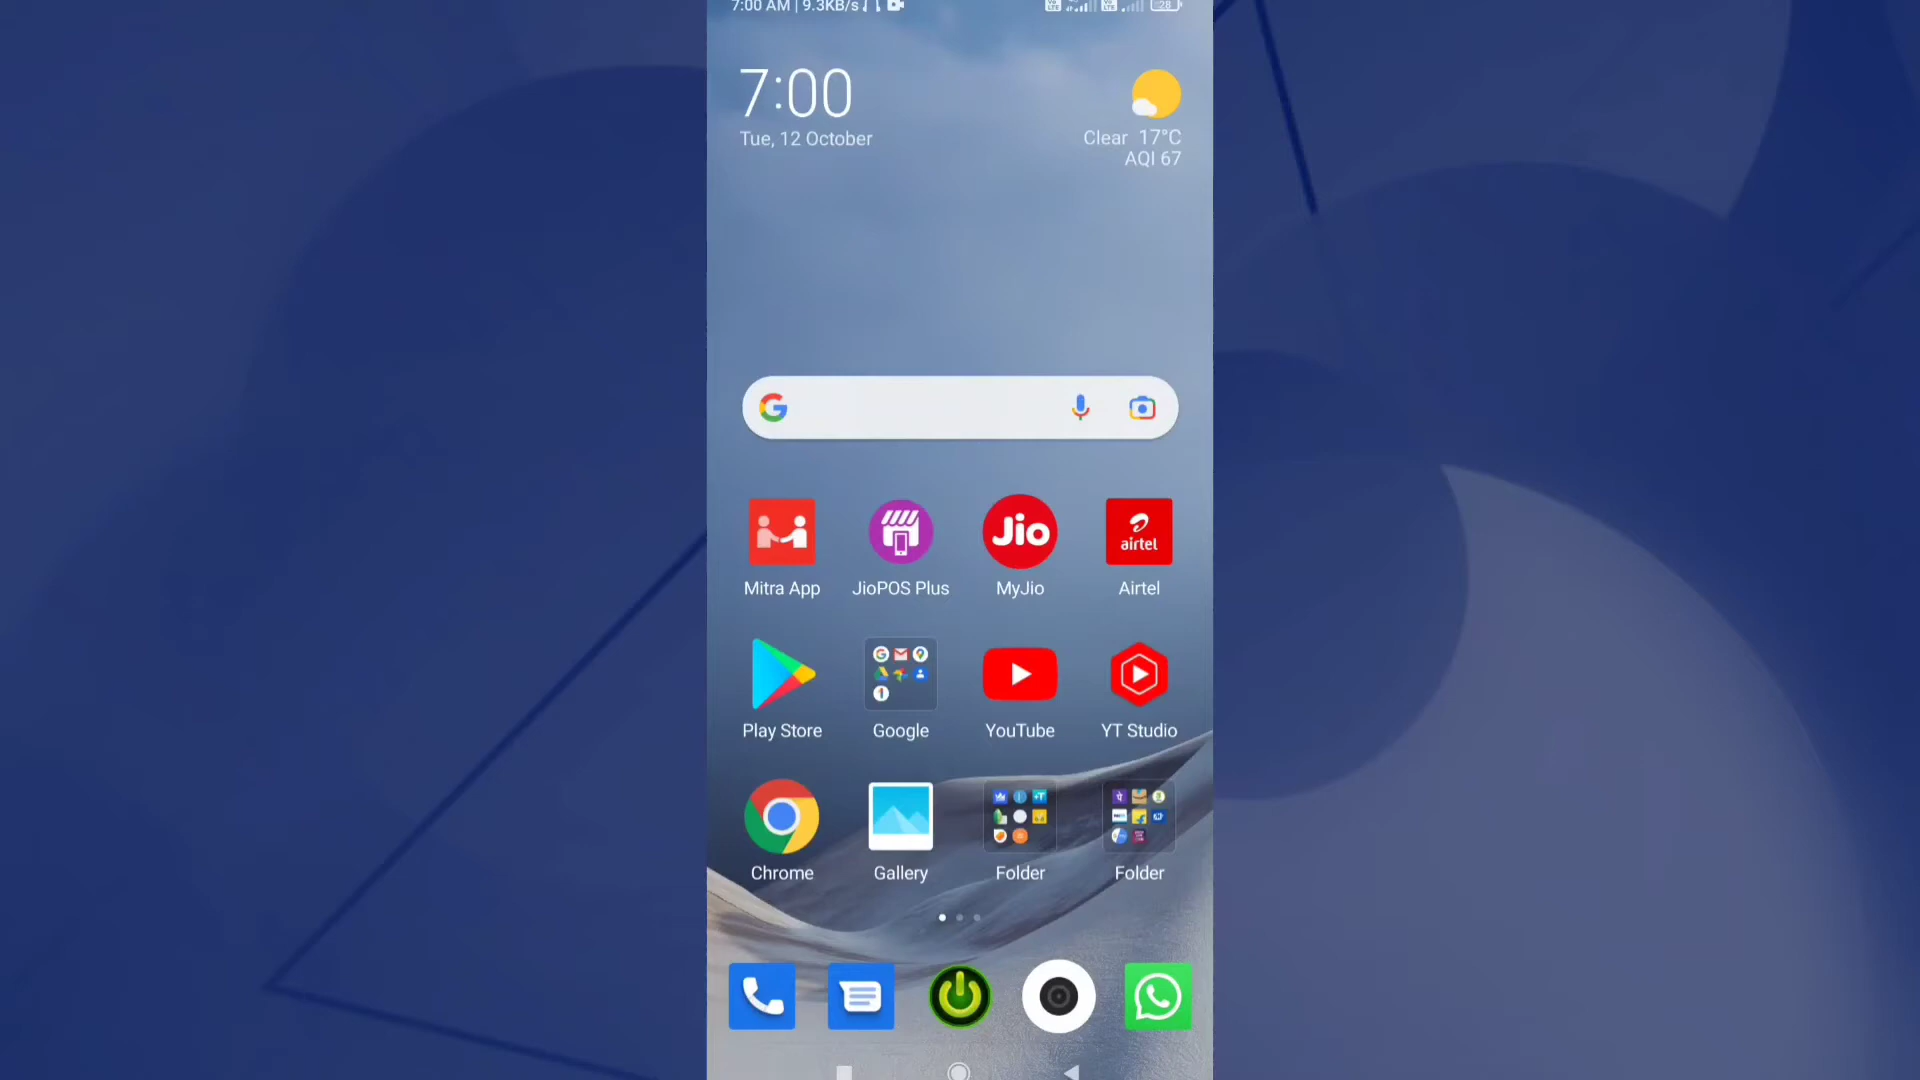 7:00 AM | 9.3KB/s
28
7:00
Tue, 12 October
Clear 17°C
AQI 67
Jio
airtel
Mitra App
JioPOS Plus
MyJio
Airtel
Play Store
Google
YouTube
YT Studio
Chrome
Gallery
Folder
Folder